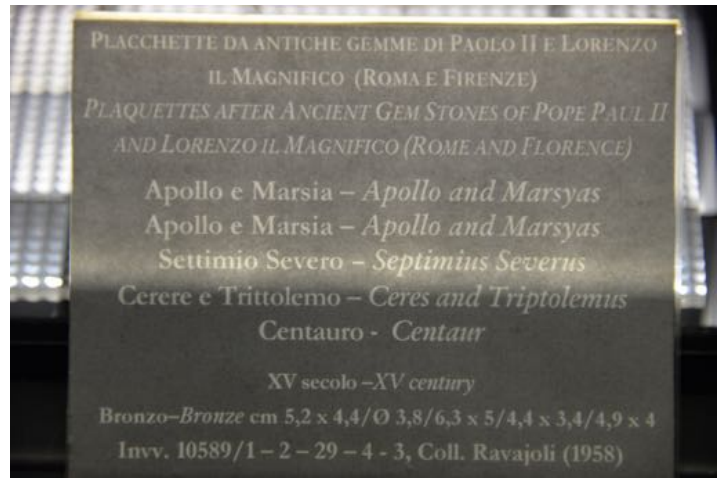 PLACCHETTE DA ANTICHE GEMME DI PAOLO II E LORENZO
IL MAGNIFICO (ROMA E FIRENZE)
PLAQUETTES AFTER ANCIENT GEM STONES OF POPE PAUL II
AND LORENZO IL MAGNIFICO (ROME AND FLORENCE)
Apollo e Marsia – Apollo and Marsyas
Apollo e Marsia – Apollo and Marsyas
Settimio Severo – Septimius Severus
Cerere e Trittolemo – Ceres and Triptolemus
Centauro - Centaur
XV secolo –XV century
Bronzo–Bronze cm 5,2 x 4,4/Ø 3,8/6,3 x 5/4,4 x 3,4/4,9 x 4
Invv. 10589/1 – 2 – 29 – 4 - 3, Coll. Ravajoli (1958)